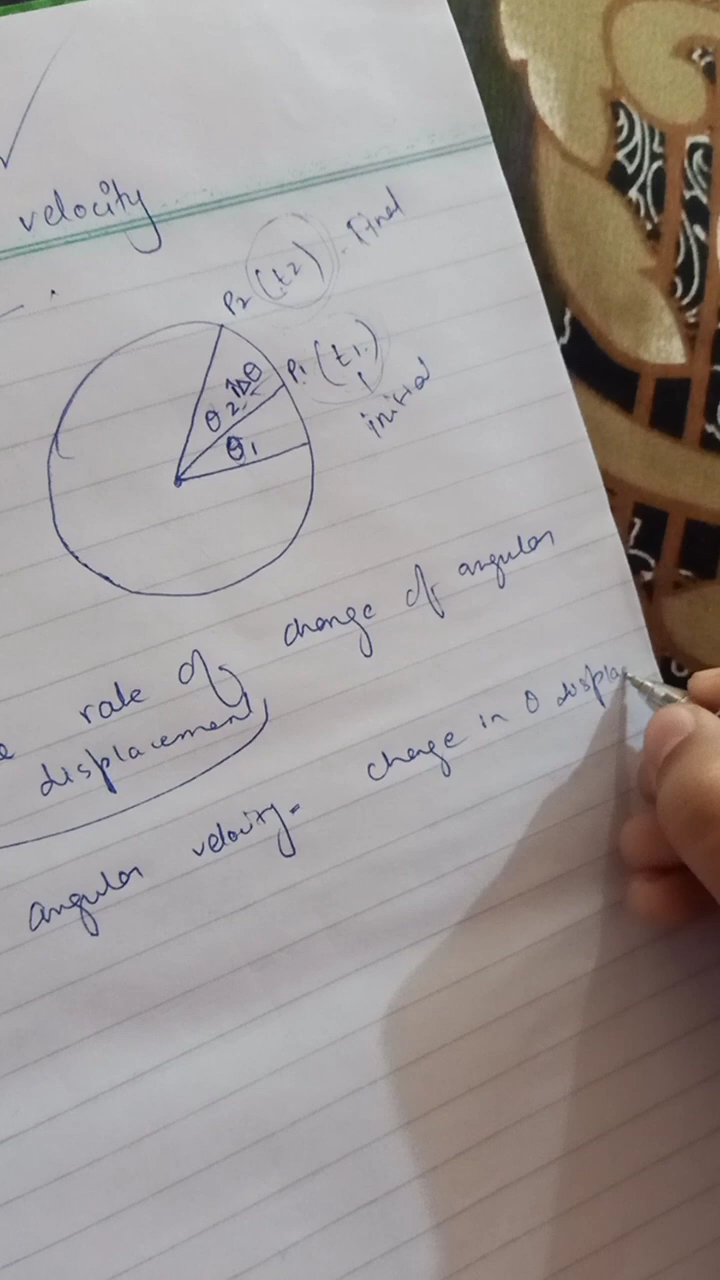 velocity
P2 (t2) - Final
P1 (t1)
initial
θ2 Δθ
θ1
e rate of change of angular
displacement
angular velocity = change in θ displa